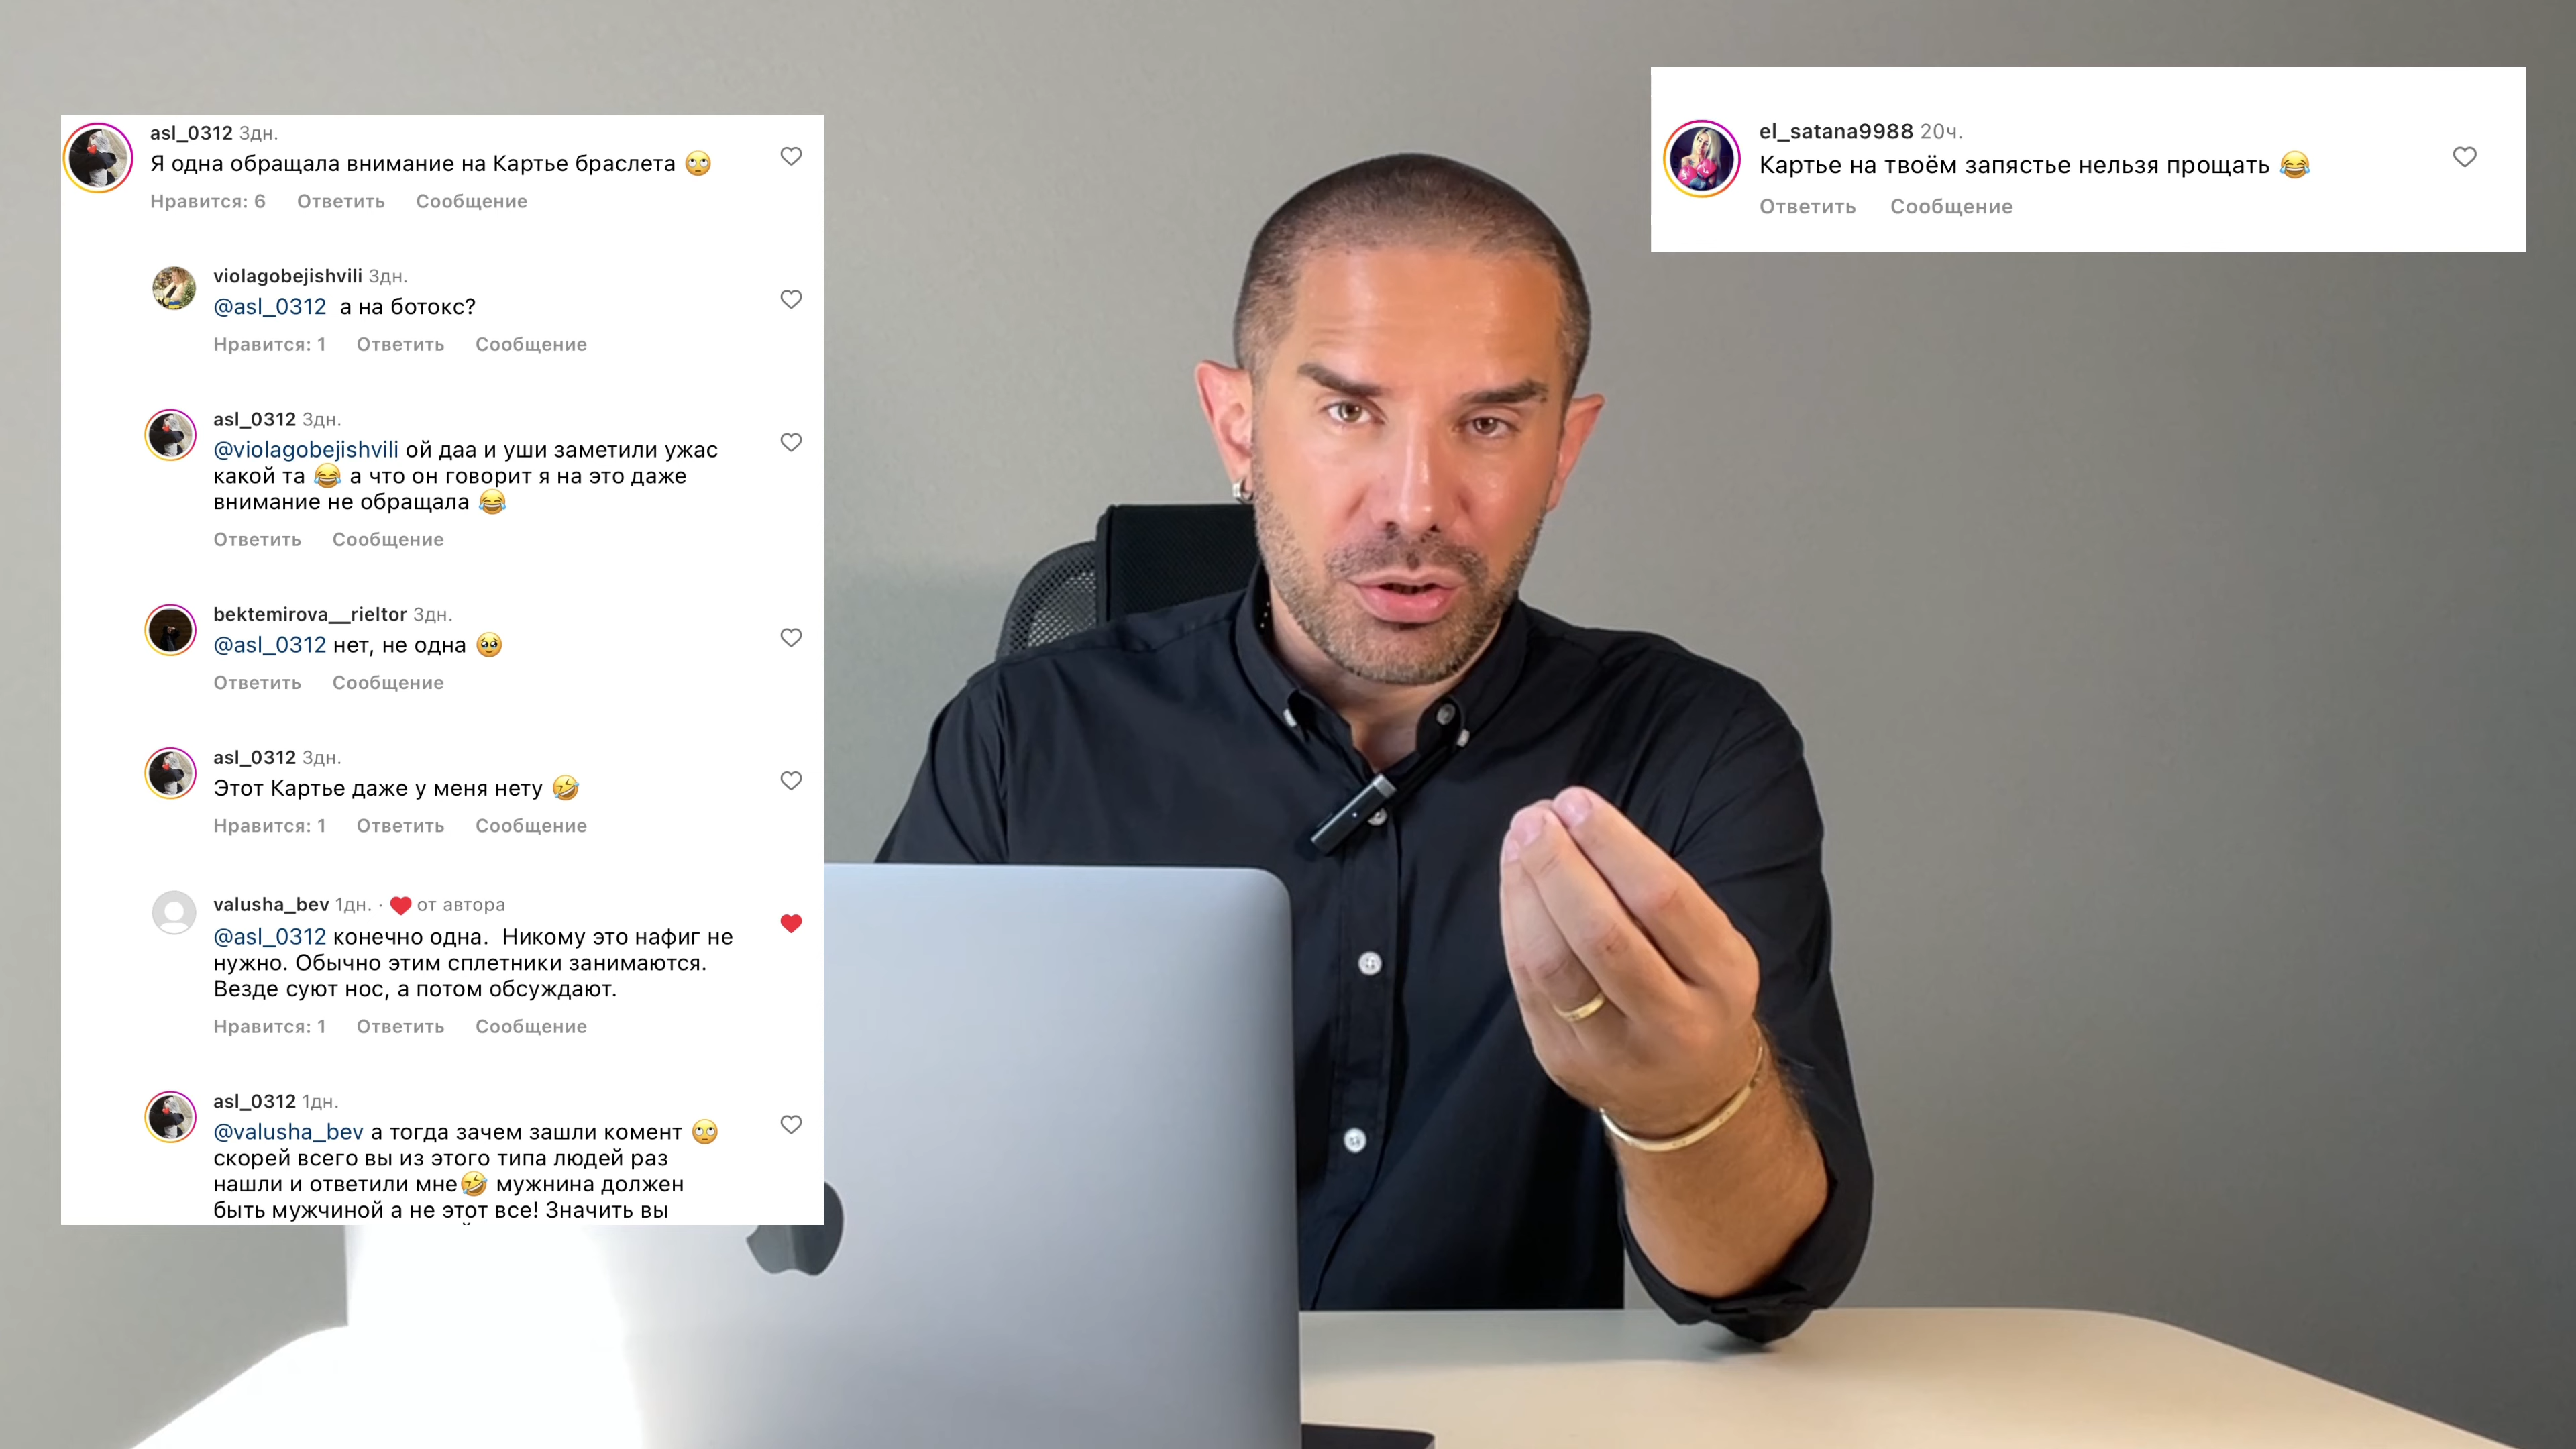 asl_0312 3дн.
Я одна обращала внимание на Картье браслета 🙄
Нравится: 6 Ответить Сообщение
violagobejishvili 3дн.
@asl_0312 а на ботокс?
Нравится: 1 Ответить Сообщение
asl_0312 3дн.
@violagobejishvili ой даа и уши заметили ужас
какой та 😂 а что он говорит я на это даже
внимание не обращала 😂
Ответить Сообщение
bektemirova__rieltor 3дн.
@asl_0312 нет, не одна 🥹
Ответить Сообщение
asl_0312 3дн.
Этот Картье даже у меня нету 🤣
Нравится: 1 Ответить Сообщение
valusha_bev 1дн. · ❤️ от автора
@asl_0312 конечно одна. Никому это нафиг не
нужно. Обычно этим сплетники занимаются.
Везде суют нос, а потом обсуждают.
Нравится: 1 Ответить Сообщение
asl_0312 1дн.
@valusha_bev а тогда зачем зашли комент 🙄
скорей всего вы из этого типа людей раз
нашли и ответили мне🤣 мужнина должен
быть мужчиной а не этот все! Значить вы
el_satana9988 20ч.
Картье на твоём запястье нельзя прощать 😂
Ответить Сообщение